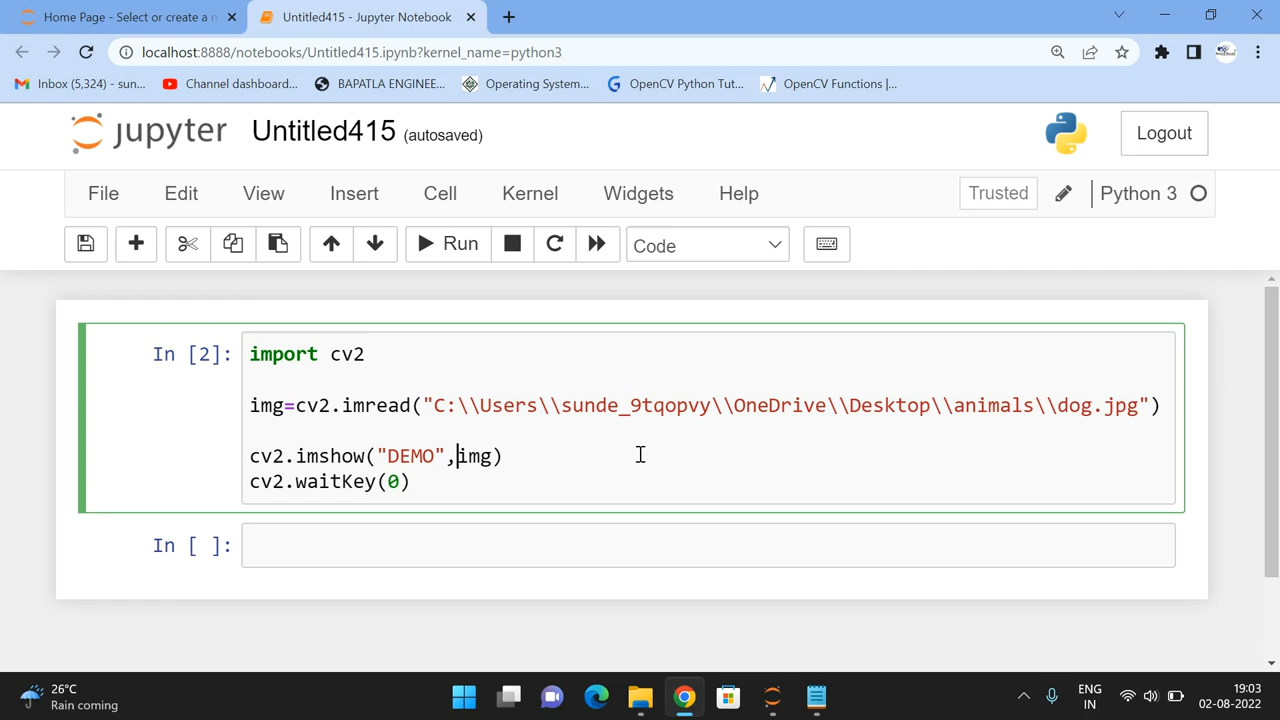 Home Page - Select or create a n
Untitled415 - Jupyter Notebook
localhost:8888/notebooks/Untitled415.ipynb?kernel_name=python3
Inbox (5,324) - sun...
Channel dashboard...
BAPATLA ENGINEE...
Operating System...
OpenCV Python Tut...
OpenCV Functions |...
jupyter
Untitled415 (autosaved)
Logout
File Edit View Insert Cell Kernel Widgets Help
Trusted
Python 3
Run
Code
In [2]:
import cv2
img=cv2.imread("C:\\Users\\sunde_9tqopvy\\OneDrive\\Desktop\\animals\\dog.jpg")
cv2.imshow("DEMO",img)
cv2.waitKey(0)
In [ ]:
26°C
Rain coming
ENG
IN
19:03
02-08-2022